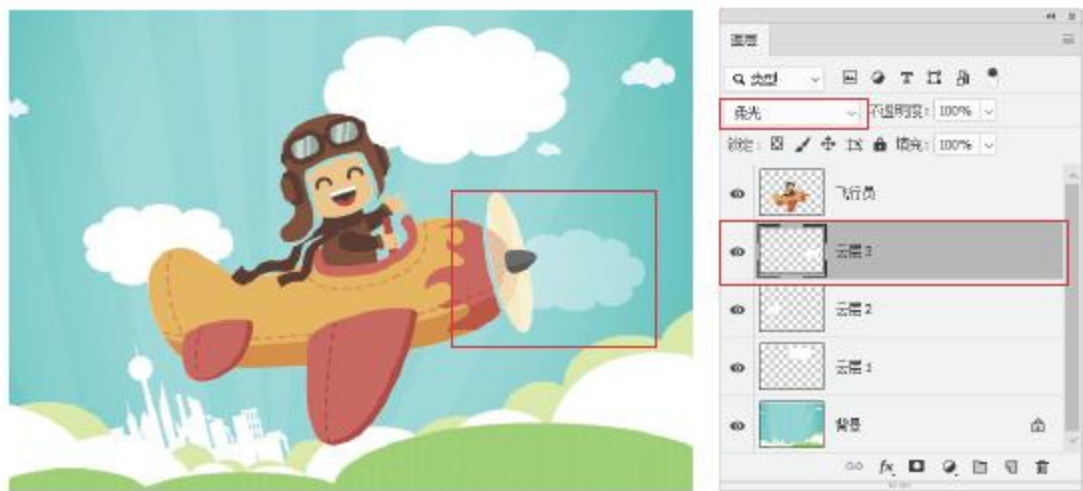 图层
类型
柔光 不透明度: 100%
锁定: 填充: 100%
飞行员
云层 3
云层 2
云层 1
背景
fx